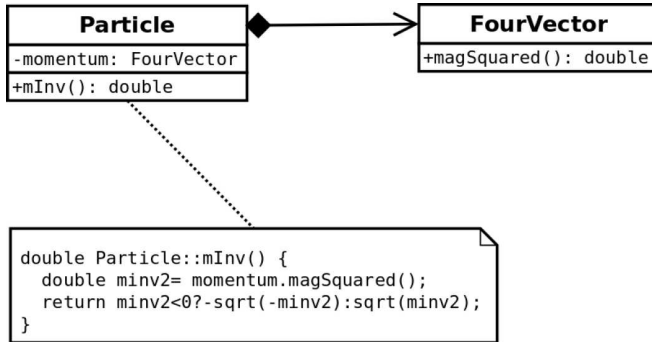 Particle
-momentum: FourVector
+mInv(): double
FourVector
+magSquared(): double
double Particle::mInv() {
  double minv2= momentum.magSquared();
  return minv2<0?-sqrt(-minv2):sqrt(minv2);
}